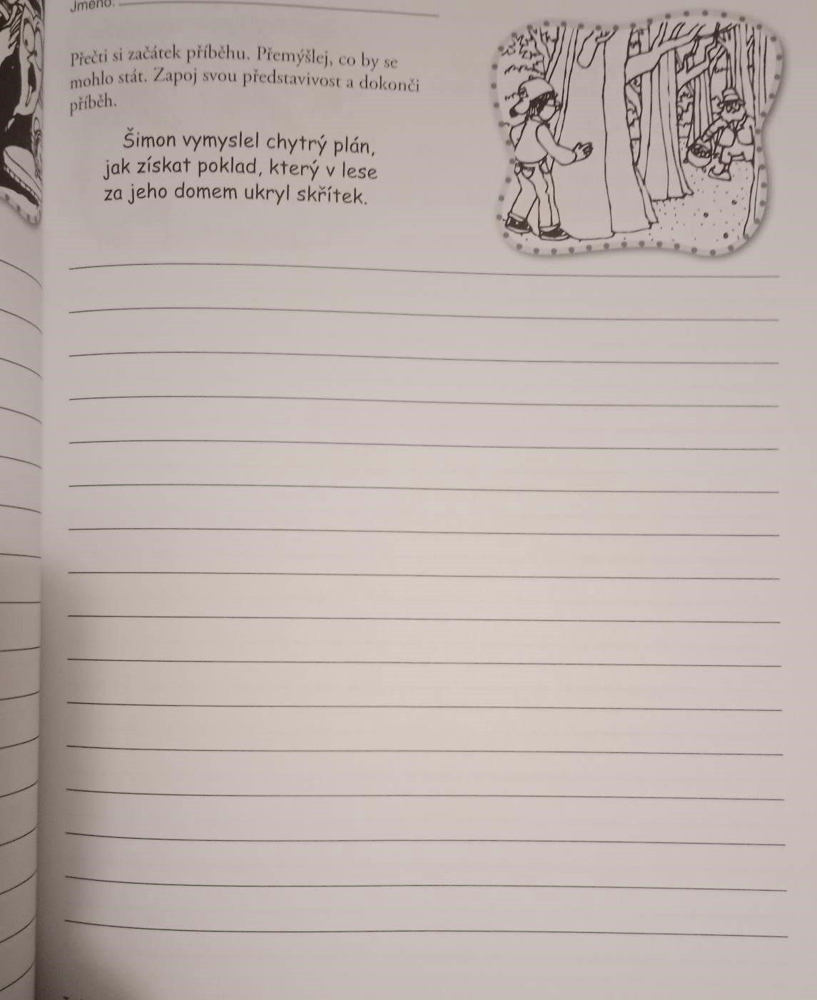 Jméno:
Přečti si začátek příběhu. Přemýšlej, co by se
mohlo stát. Zapoj svou představivost a dokonči
příběh.
Šimon vymyslel chytrý plán,
jak získat poklad, který v lese
za jeho domem ukryl skřítek.